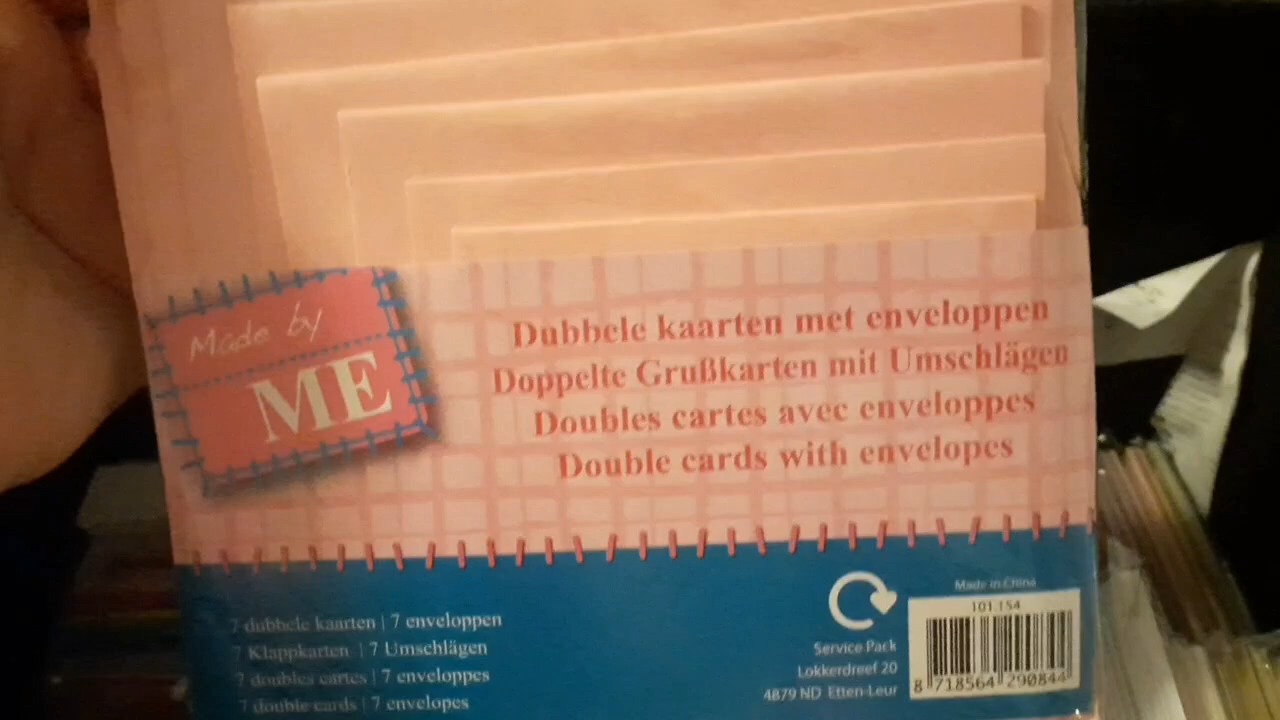 Made by
ME
Dubbele kaarten met enveloppen
Doppelte Grußkarten mit Umschlägen
Doubles cartes avec enveloppes
Double cards with envelopes
7 dubbele kaarten | 7 enveloppen
7 Klappkarten | 7 Umschlägen
7 doubles cartes | 7 enveloppes
7 double cards | 7 envelopes
Service Pack
Lokkerdreef 20
4879 ND Etten-Leur
Made in China
101 154
8 718564 290844